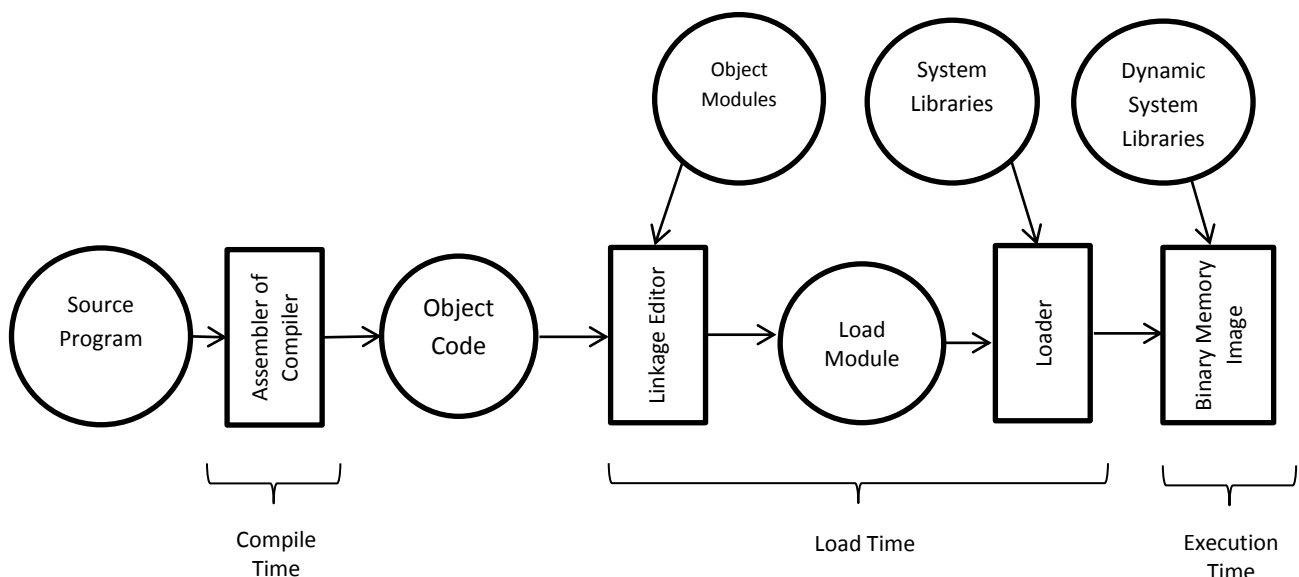 Object
Modules
System
Libraries
Dynamic
System
Libraries
Source
Program
Assembler of
Compiler
Object
Code
Linkage Editor
Load
Module
Loader
Binary Memory
Image
Compile
Time
Load Time
Execution
Time